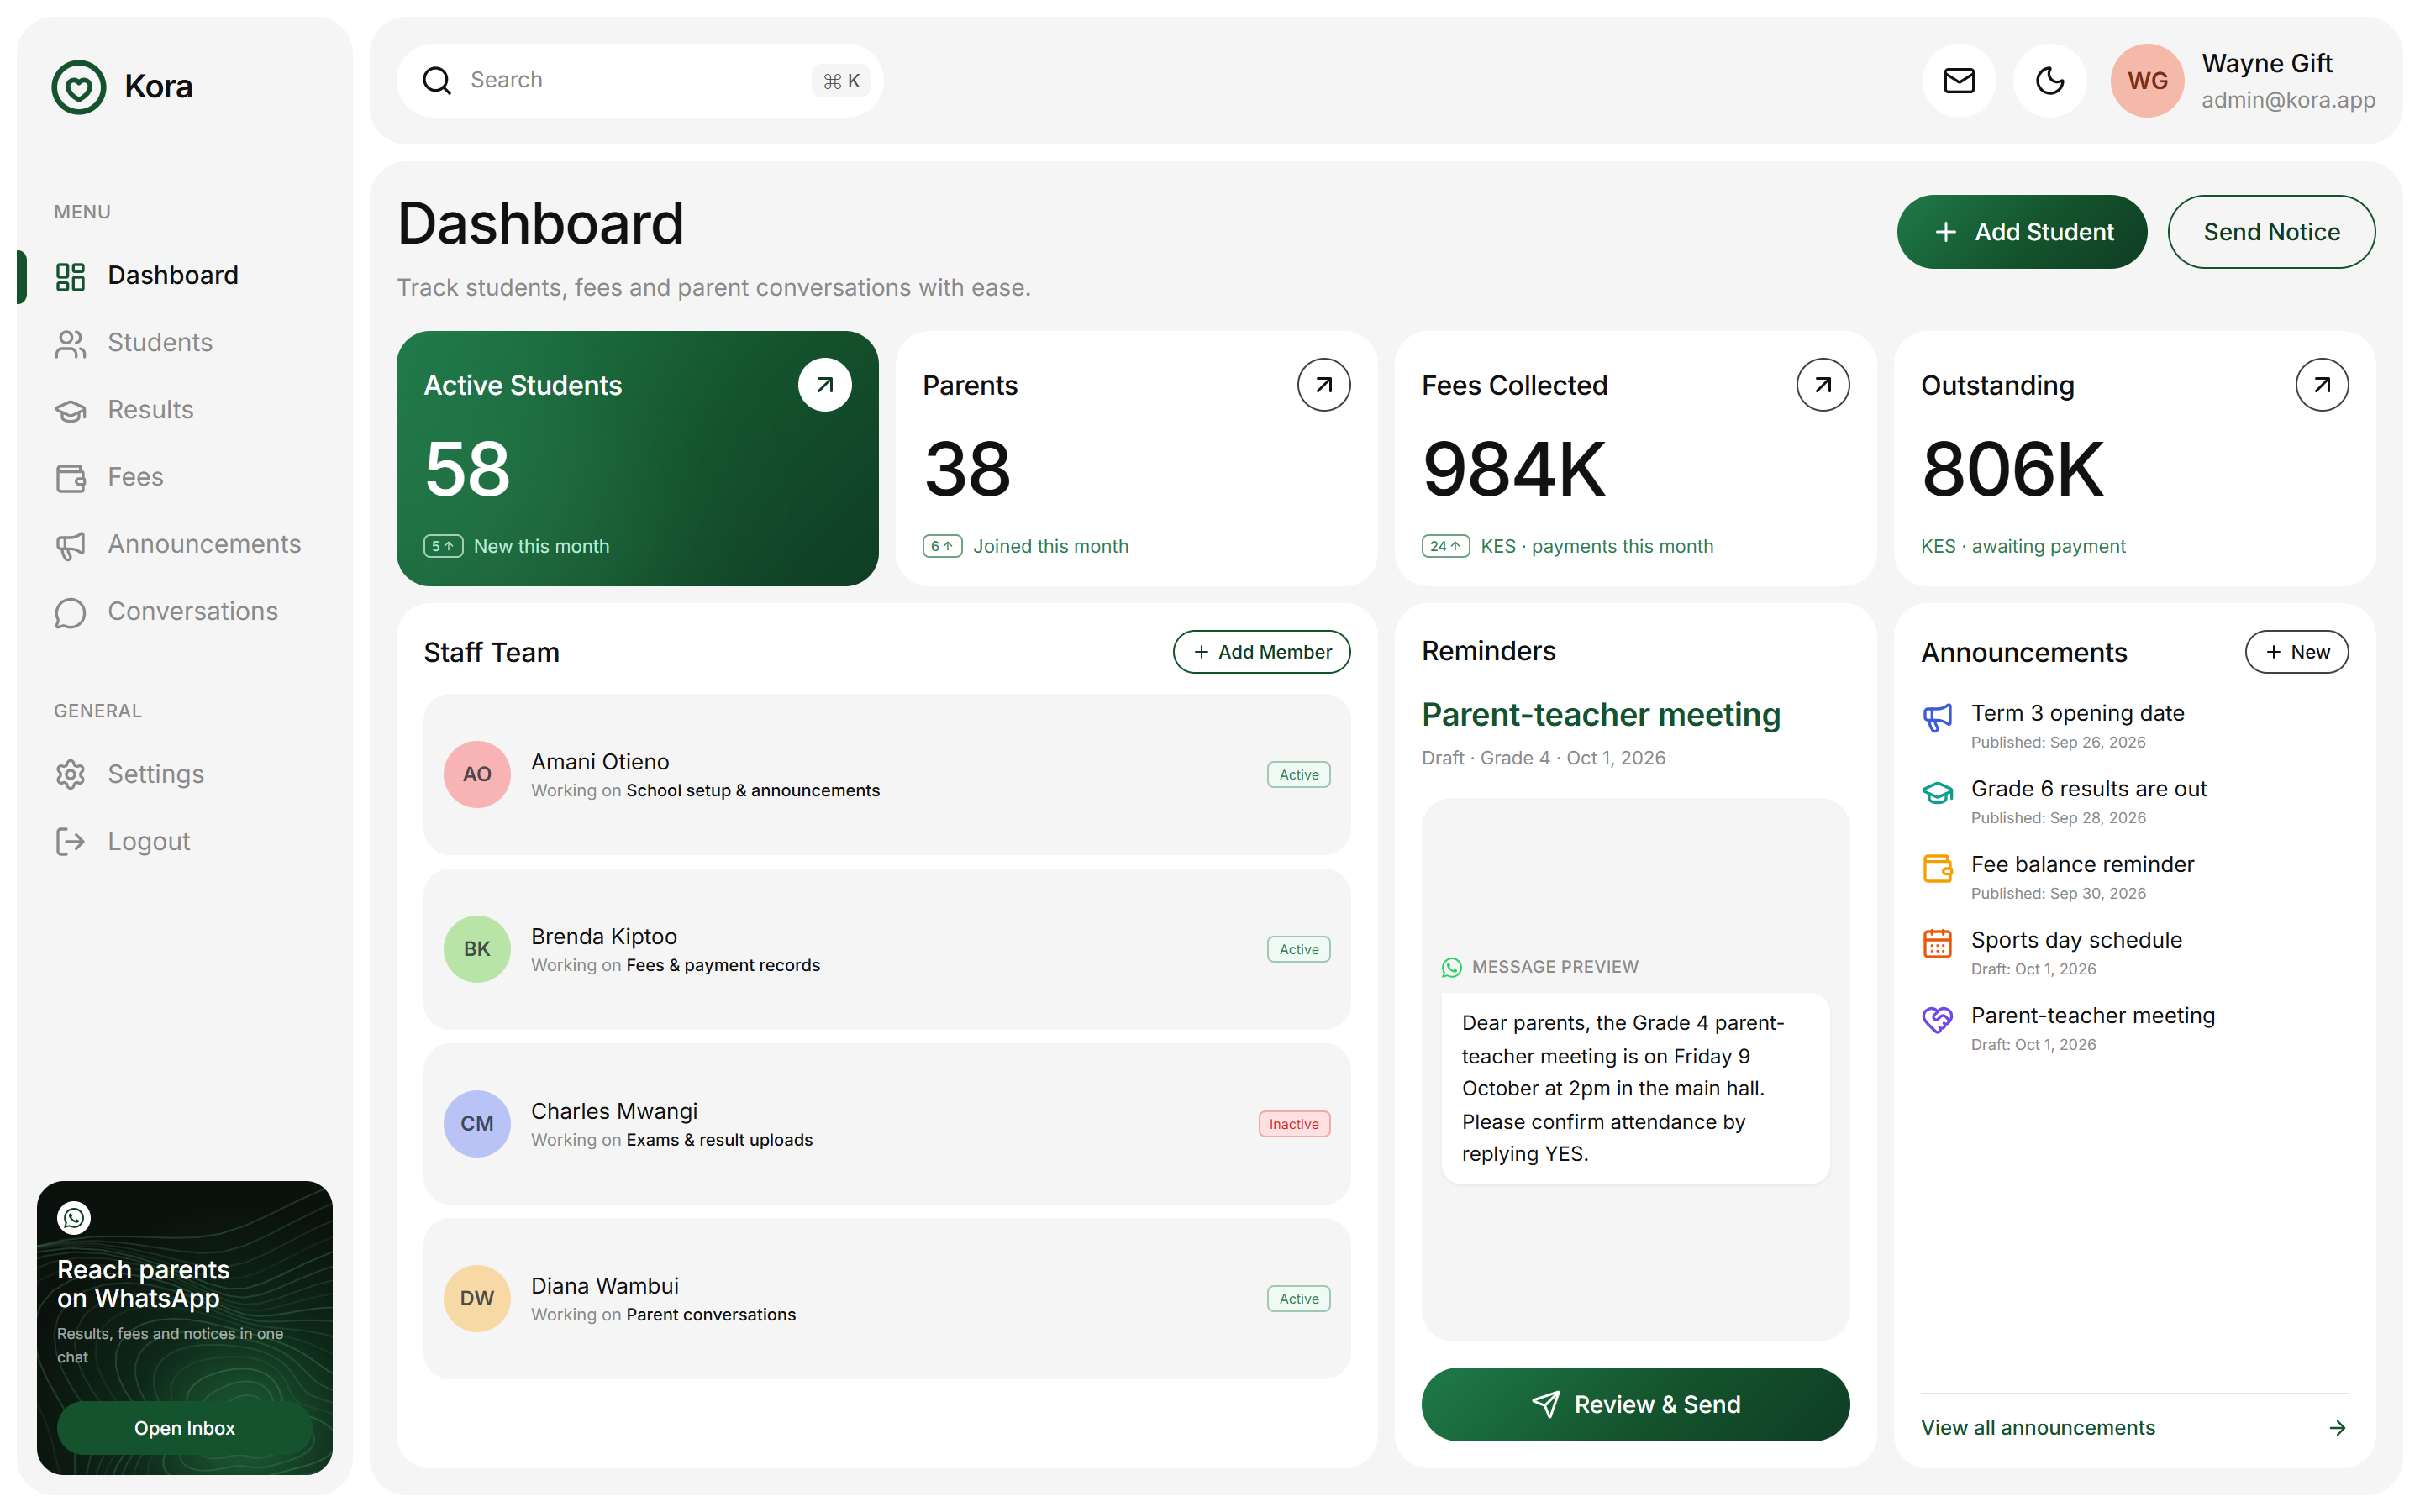 Kora
MENU
Dashboard
Students
Results
Fees
Announcements
Conversations
GENERAL
Settings
Logout
Reach parents
on WhatsApp
Results, fees and notices in one
chat
Open Inbox
Search
⌘ K
WG
Wayne Gift
admin@kora.app
Dashboard
Track students, fees and parent conversations with ease.
Add Student
Send Notice
Active Students
58
5↑ New this month
Parents
38
6↑ Joined this month
Fees Collected
984K
24↑ KES · payments this month
Outstanding
806K
KES · awaiting payment
Staff Team
+ Add Member
AO
Amani Otieno
Working on School setup & announcements
Active
BK
Brenda Kiptoo
Working on Fees & payment records
Active
CM
Charles Mwangi
Working on Exams & result uploads
Inactive
DW
Diana Wambui
Working on Parent conversations
Active
Reminders
Parent-teacher meeting
Draft · Grade 4 · Oct 1, 2026
MESSAGE PREVIEW
Dear parents, the Grade 4 parent-
teacher meeting is on Friday 9
October at 2pm in the main hall.
Please confirm attendance by
replying YES.
Review & Send
Announcements
+ New
Term 3 opening date
Published: Sep 26, 2026
Grade 6 results are out
Published: Sep 28, 2026
Fee balance reminder
Published: Sep 30, 2026
Sports day schedule
Draft: Oct 1, 2026
Parent-teacher meeting
Draft: Oct 1, 2026
View all announcements